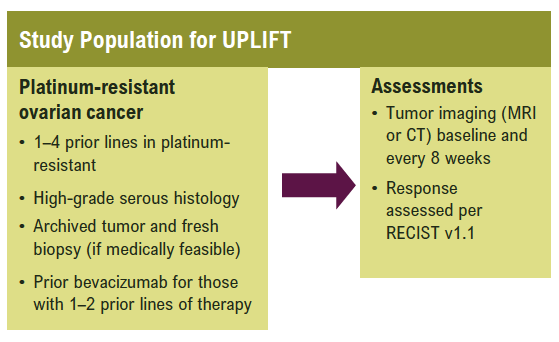 Study Population for UPLIFT
Platinum-resistant
ovarian cancer
• 1–4 prior lines in platinum-
resistant
• High-grade serous histology
• Archived tumor and fresh
biopsy (if medically feasible)
• Prior bevacizumab for those
with 1–2 prior lines of therapy
Assessments
• Tumor imaging (MRI
or CT) baseline and
every 8 weeks
• Response
assessed per
RECIST v1.1